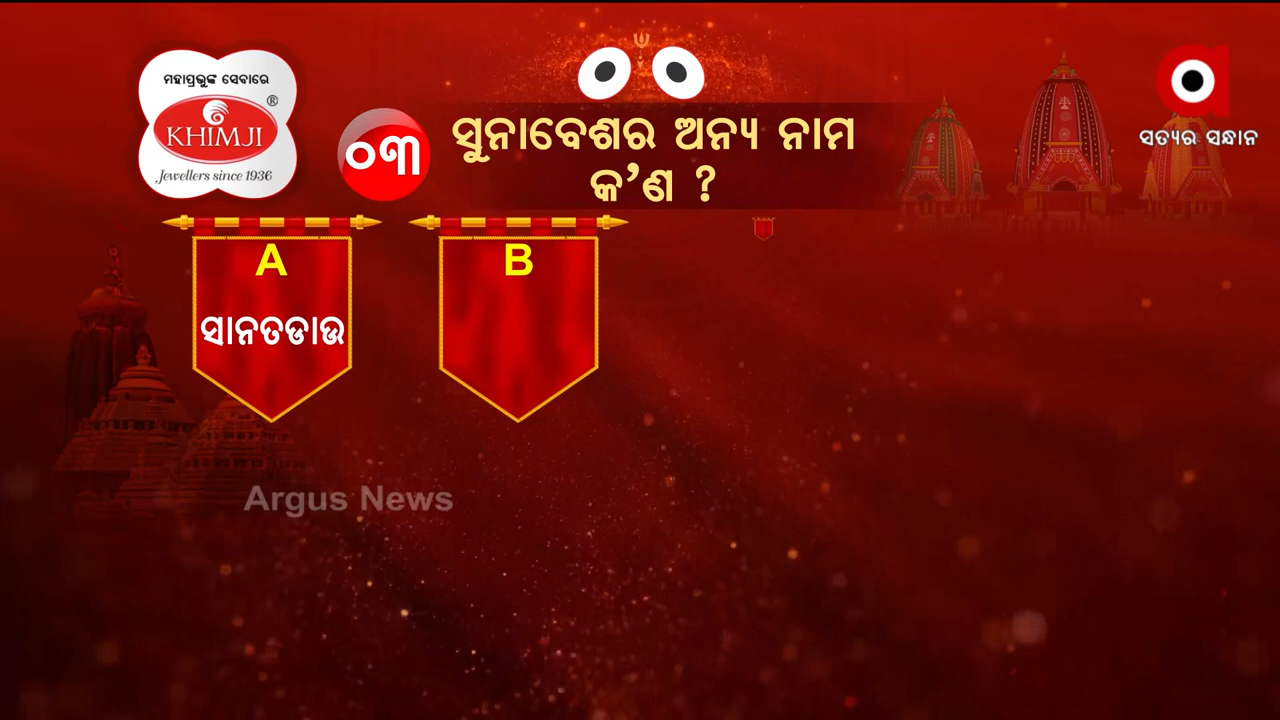 ମହାପ୍ରଭୁଙ୍କ ସେବାରେ
KHIMJI
®
Jewellers since 1936
୦୩
ସୁନାବେଶର ଅନ୍ୟ ନାମ
କ'ଣ ?
ସତ୍ୟର ସନ୍ଧାନ
A
ସାନତଡାଉ
B
Argus News